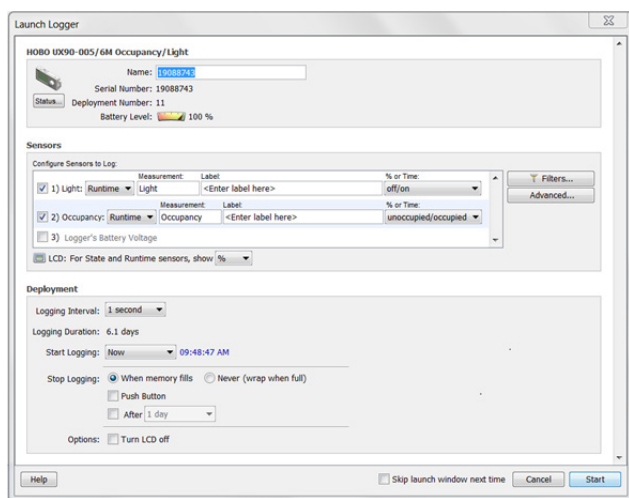 Launch Logger
HOBO UX90-005/6M Occupancy/Light
Name: 19088743
Serial Number: 19088743
Status... Deployment Number: 11
Battery Level: 100 %
Sensors
Configure Sensors to Log:
Measurement: Label: % or Time:
1) Light: Runtime Light <Enter label here> off/on
Filters...
Advanced...
Measurement: Label: % or Time:
2) Occupancy: Runtime Occupancy <Enter label here> unoccupied/occupied
3) Logger's Battery Voltage
LCD: For State and Runtime sensors, show %
Deployment
Logging Interval: 1 second
Logging Duration: 6.1 days
Start Logging: Now 09:48:47 AM
Stop Logging: When memory fills Never (wrap when full)
Push Button
After 1 day
Options: Turn LCD off
Help Skip launch window next time Cancel Start